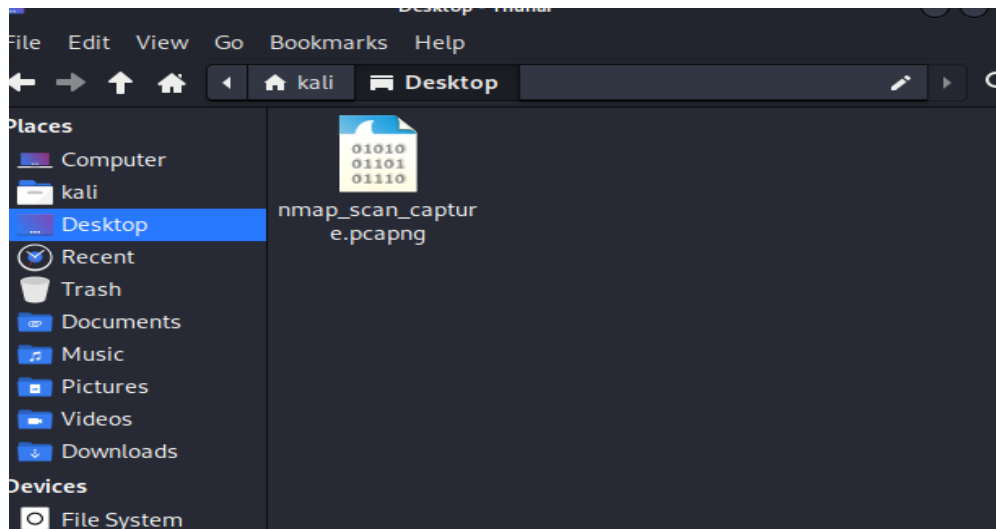 File Edit View Go Bookmarks Help
kali Desktop
Places
Computer
kali
Desktop
Recent
Trash
Documents
Music
Pictures
Videos
Downloads
Devices
File System
01010
01101
01110
nmap_scan_captur
e.pcapng